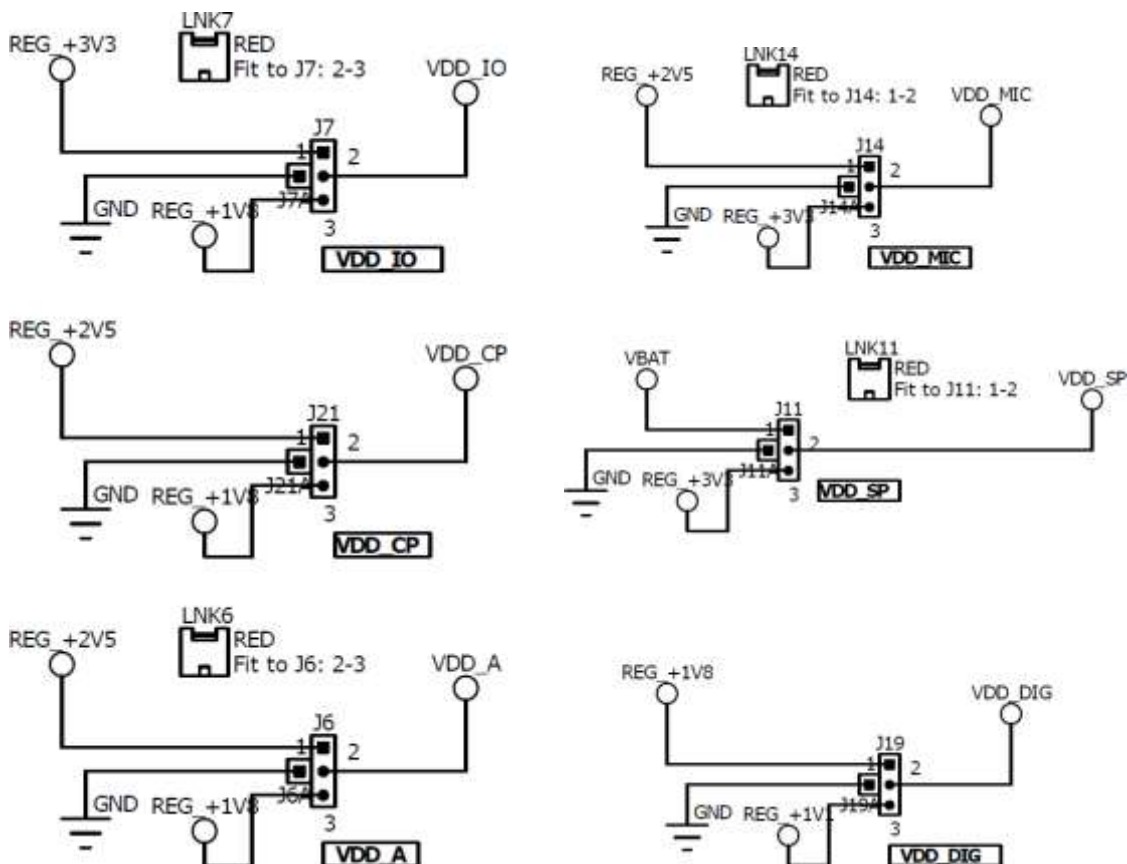 LNK7
REG_+3V3
RED
Fit to J7: 2-3
VDD_IO
J7
1
2
J7A
GND
REG_+1V8
3
VDD_IO
LNK14
REG_+2V5
RED
Fit to J14: 1-2
VDD_MIC
J14
1
2
J14A
GND
REG_+3V3
3
VDD_MIC
REG_+2V5
VDD_CP
J21
1
2
J21A
GND
REG_+1V8
3
VDD_CP
LNK11
VBAT
RED
Fit to J11: 1-2
VDD_SP
J11
1
2
J11A
GND
REG_+3V3
3
VDD_SP
LNK6
REG_+2V5
RED
Fit to J6: 2-3
VDD_A
J6
1
2
J6A
GND
REG_+1V8
3
VDD_A
REG_+1V8
VDD_DIG
J19
1
2
J19A
GND
REG_+1V1
3
VDD_DIG